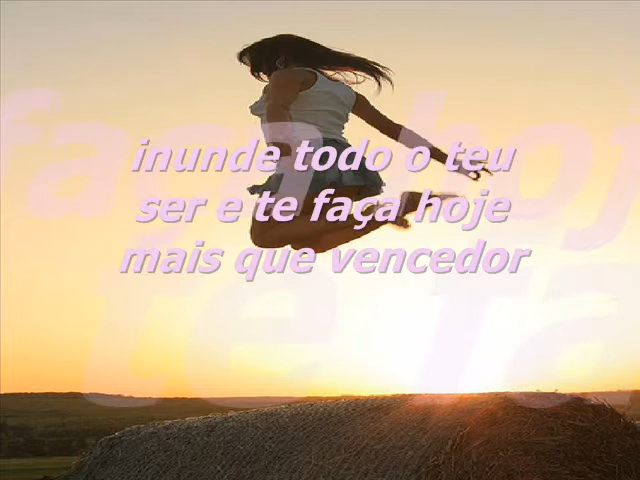 inunde todo o teu
ser e te faça hoje
mais que vencedor